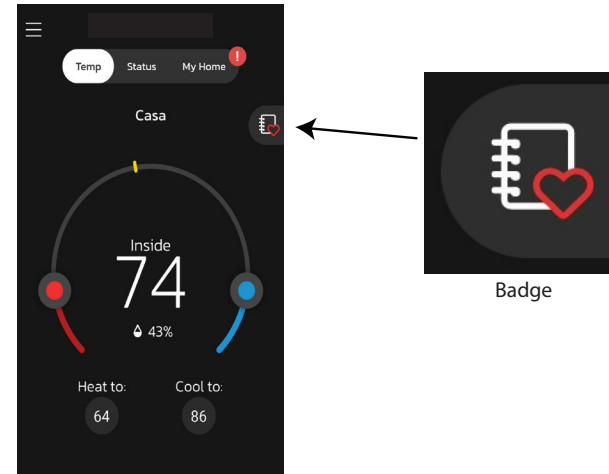 Temp Status My Home !
Casa
Inside
74
43%
Heat to: Cool to:
64 86
Badge